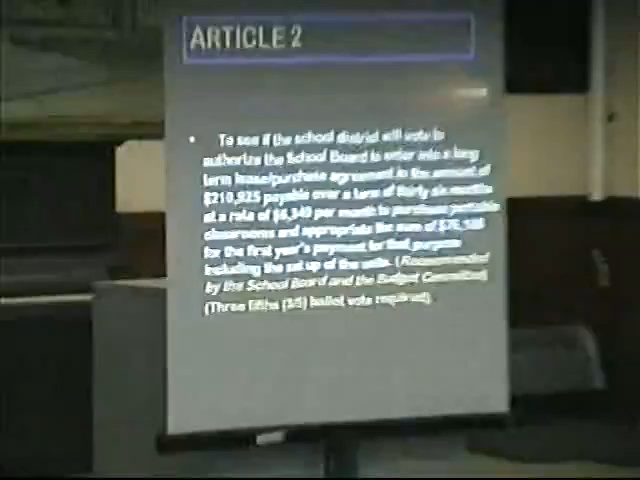 ARTICLE 2
• To see if the school district will vote to
authorize the School Board to enter into a long
term lease/purchase agreement in the amount of
$210,925 payable over a term of thirty six months
at a rate of per month to purchase portable
classrooms and appropriate the sum of
for the first year's payment for that purpose
including the set up of the units. (Recommended
by the School Board and the Budget Committee)
(Three fifths (3/5) ballot vote required).